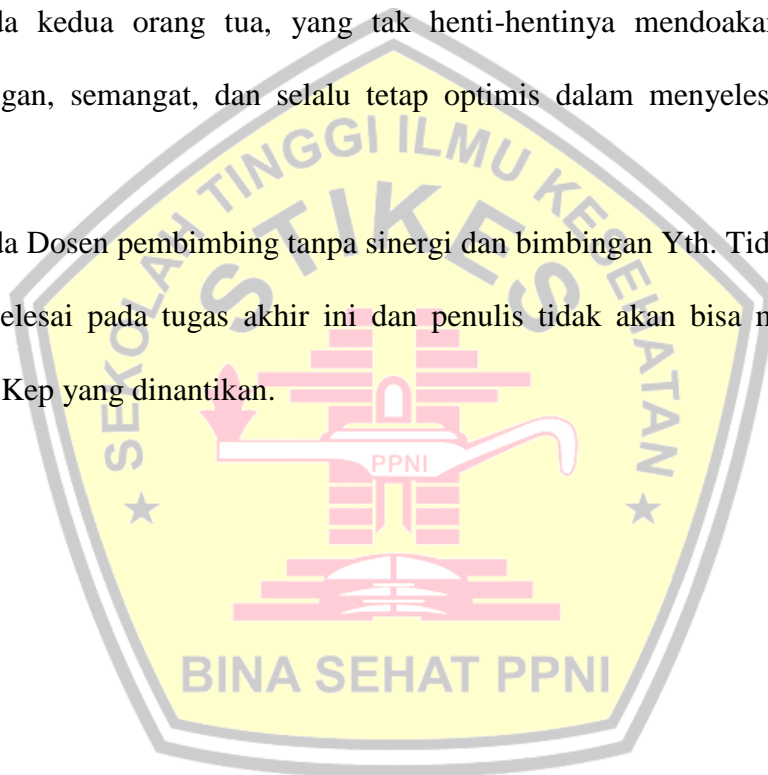 da kedua orang tua, yang tak henti-hentinya mendoakan
gan, semangat, dan selalu tetap optimis dalam menyeles
da Dosen pembimbing tanpa sinergi dan bimbingan Yth. Tid
elesai pada tugas akhir ini dan penulis tidak akan bisa m
Kep yang dinantikan.
SEKOLAH TINGGI ILMU KESEHATAN
STIKES
PPNI
BINA SEHAT PPNI